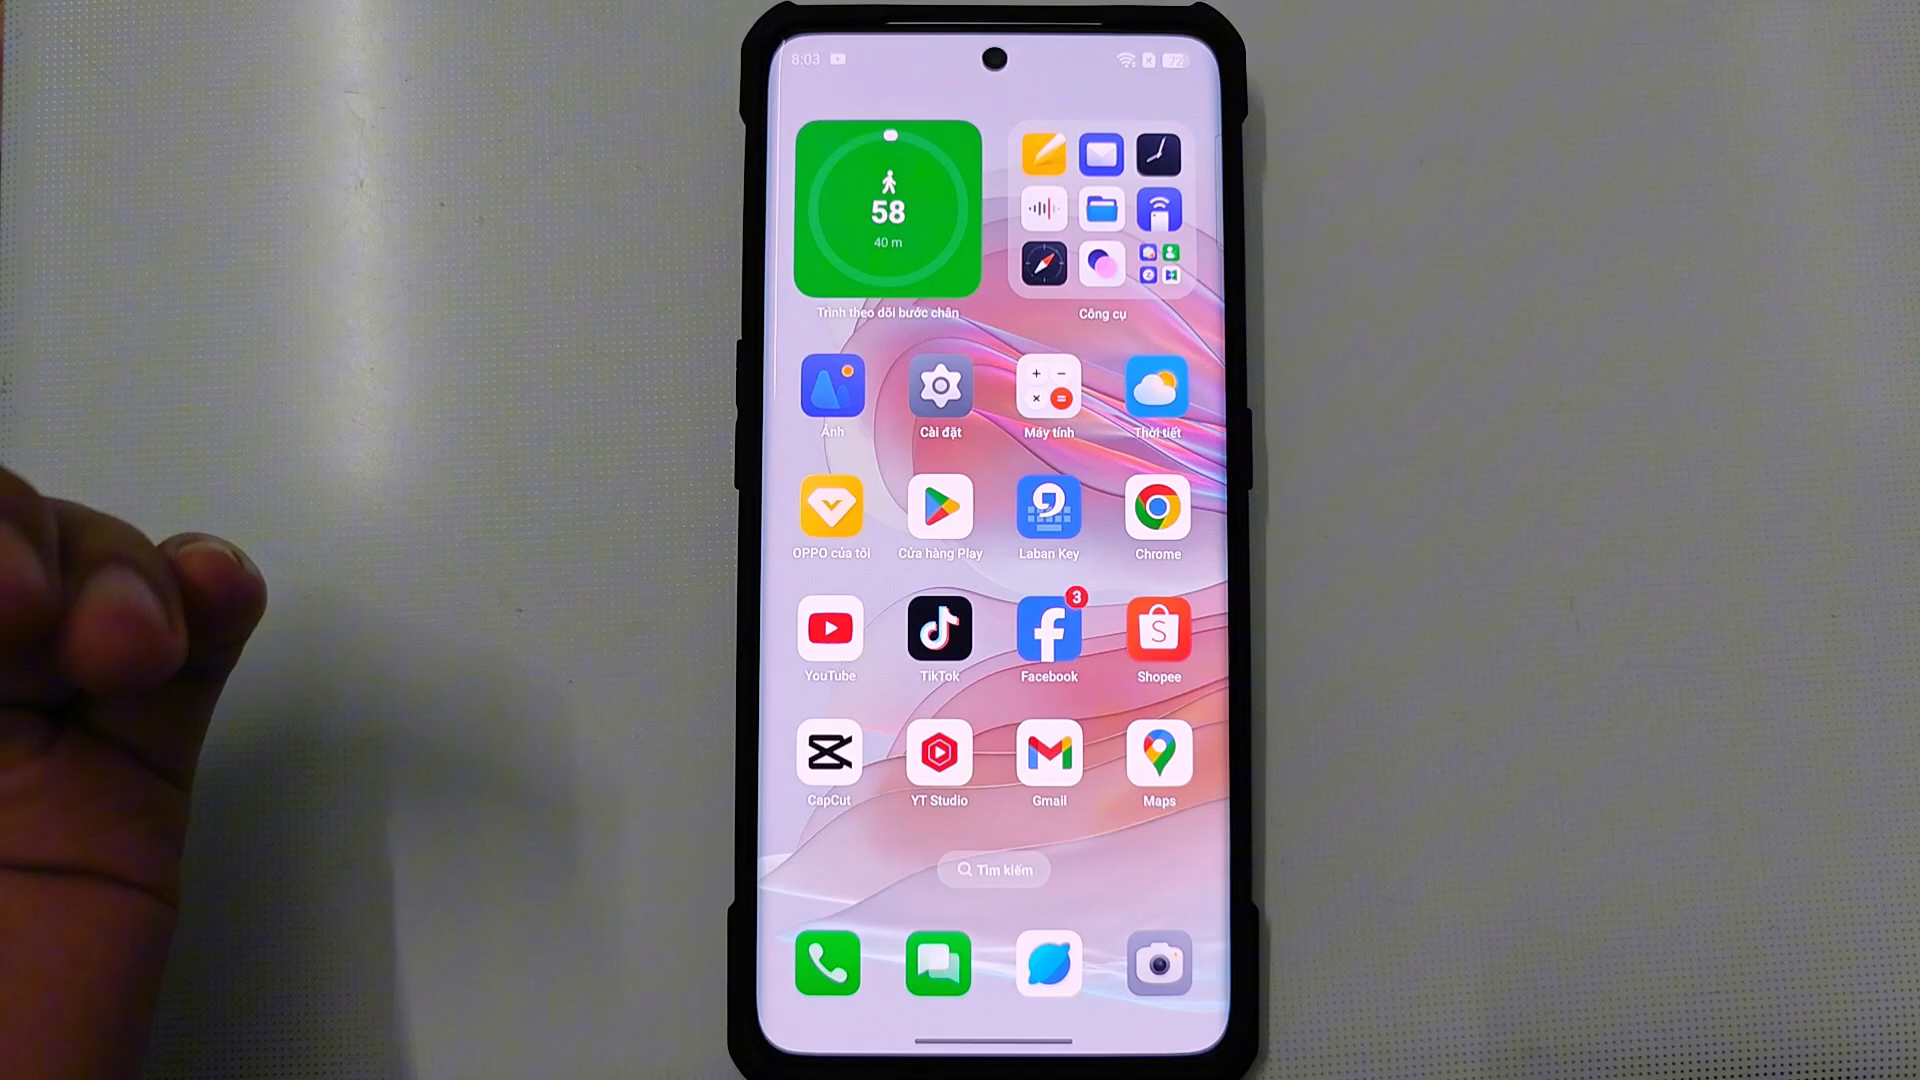 8:03
72
58
40 m
Trình theo dõi bước chân
Công cụ
Ảnh
Cài đặt
Máy tính
Thời tiết
OPPO của tôi
Cửa hàng Play
Laban Key
Chrome
3
YouTube
TikTok
Facebook
Shopee
CapCut
YT Studio
Gmail
Maps
Tìm kiếm